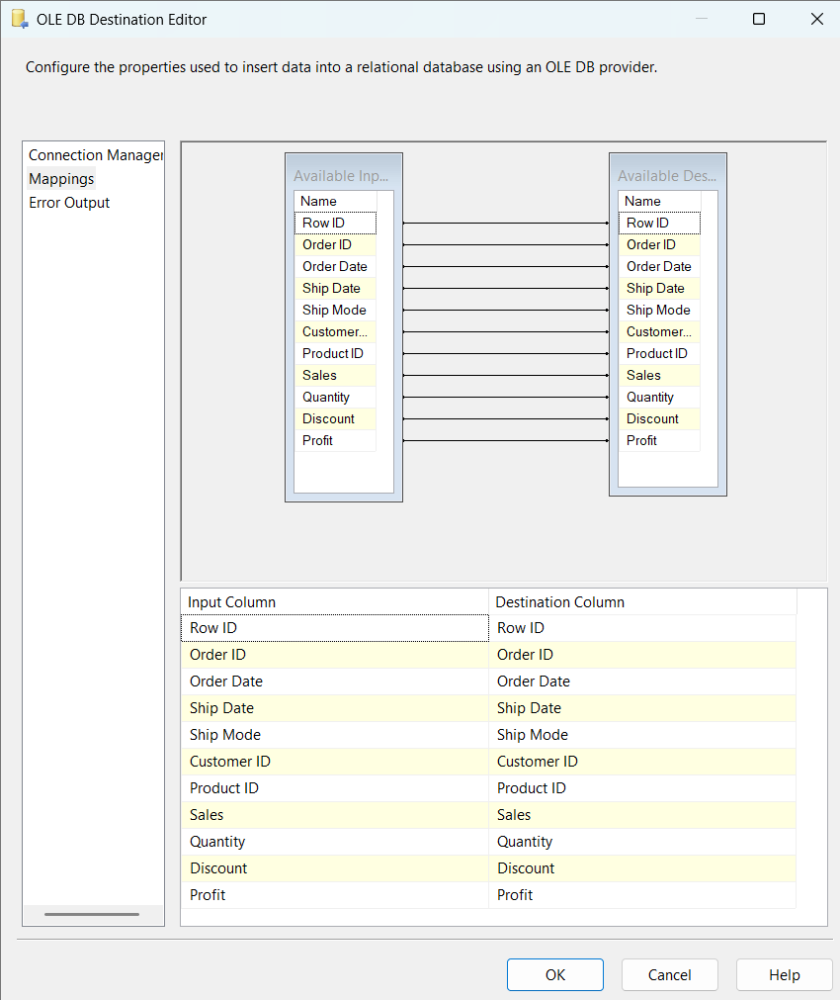 OLE DB Destination Editor
Configure the properties used to insert data into a relational database using an OLE DB provider.
Connection Manager
Mappings
Error Output
Available Inp...
Name
Row ID
Order ID
Order Date
Ship Date
Ship Mode
Customer...
Product ID
Sales
Quantity
Discount
Profit
Available Des...
Name
Row ID
Order ID
Order Date
Ship Date
Ship Mode
Customer...
Product ID
Sales
Quantity
Discount
Profit
Input Column Destination Column
Row ID Row ID
Order ID Order ID
Order Date Order Date
Ship Date Ship Date
Ship Mode Ship Mode
Customer ID Customer ID
Product ID Product ID
Sales Sales
Quantity Quantity
Discount Discount
Profit Profit
OK Cancel Help